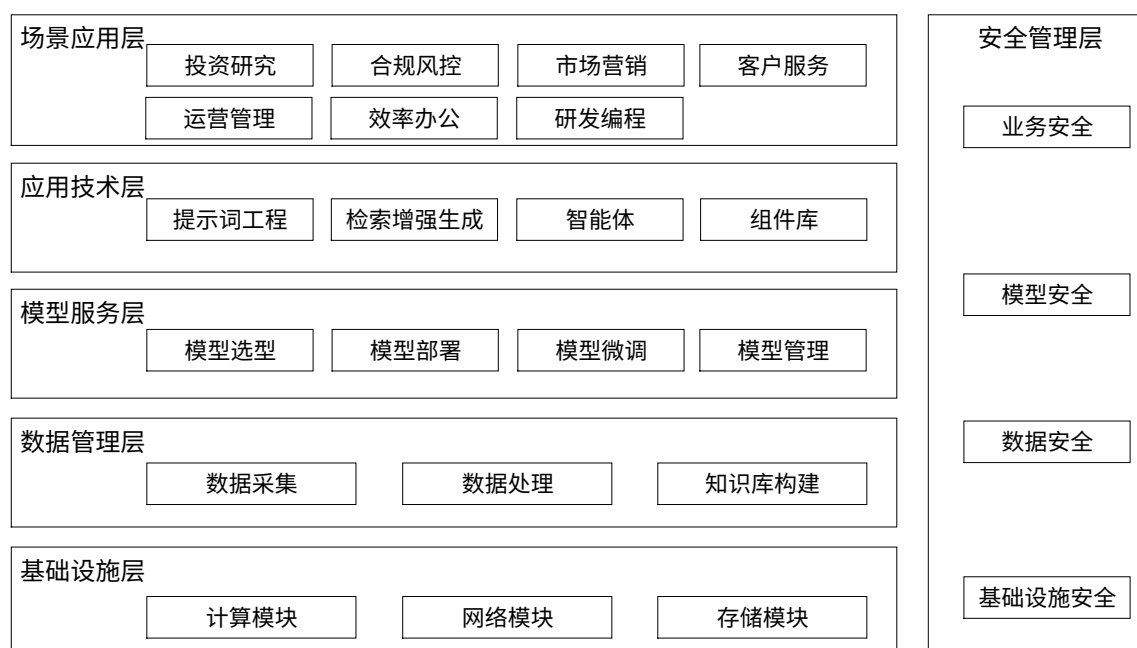 场景应用层
投资研究
合规风控
市场营销
客户服务
运营管理
效率办公
研发编程
应用技术层
提示词工程
检索增强生成
智能体
组件库
模型服务层
模型选型
模型部署
模型微调
模型管理
数据管理层
数据采集
数据处理
知识库构建
基础设施层
计算模块
网络模块
存储模块
安全管理层
业务安全
模型安全
数据安全
基础设施安全